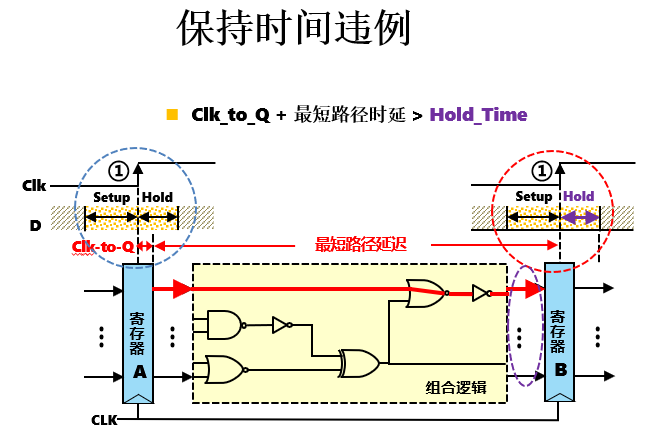 保持时间违例
Clk_to_Q + 最短路径时延 > Hold_Time
① ①
Clk
Setup Hold Setup Hold
D
Clk-to-Q 最短路径延迟
寄存器 A
寄存器 B
组合逻辑
CLK